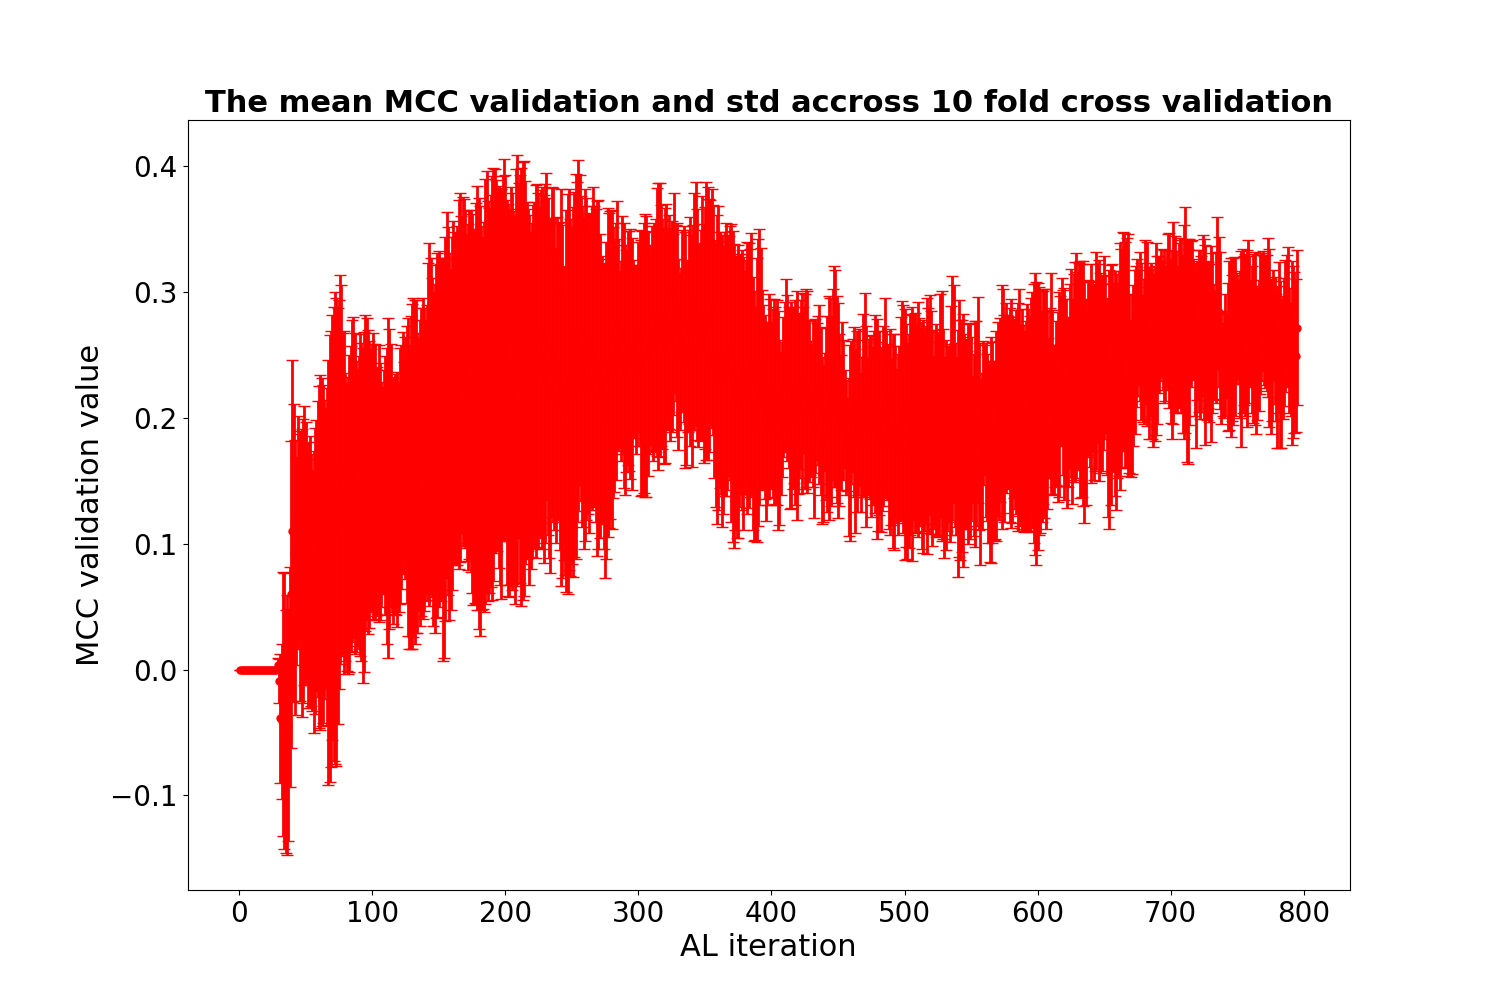 The mean MCC validation and std accross 10 fold cross validation
0.4
0.3
0.2
0.1
0.0
−0.1
MCC validation value
0 100 200 300 400 500 600 700 800
AL iteration